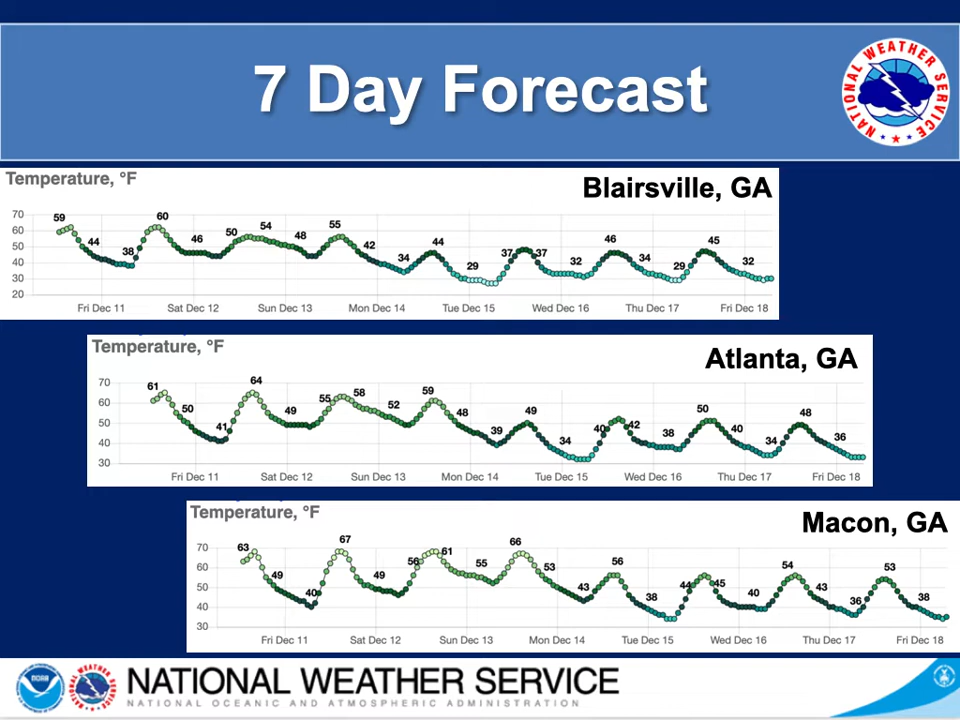 7 Day Forecast
NATIONAL WEATHER SERVICE
Temperature, °F
Blairsville, GA
70
60
50
40
30
20
59 44 38 60 46 50 54 48 55 42 34 44 29 37 37 32 46 34 29 45 32
Fri Dec 11 Sat Dec 12 Sun Dec 13 Mon Dec 14 Tue Dec 15 Wed Dec 16 Thu Dec 17 Fri Dec 18
Temperature, °F
Atlanta, GA
70
60
50
40
30
61 50 41 64 49 55 58 52 59 48 39 49 34 40 42 38 50 40 34 48 36
Fri Dec 11 Sat Dec 12 Sun Dec 13 Mon Dec 14 Tue Dec 15 Wed Dec 16 Thu Dec 17 Fri Dec 18
Temperature, °F
Macon, GA
70
60
50
40
30
63 49 40 67 49 56 61 55 66 53 43 56 38 44 45 40 54 43 36 53 38
Fri Dec 11 Sat Dec 12 Sun Dec 13 Mon Dec 14 Tue Dec 15 Wed Dec 16 Thu Dec 17 Fri Dec 18
NATIONAL WEATHER SERVICE
NATIONAL OCEANIC AND ATMOSPHERIC ADMINISTRATION